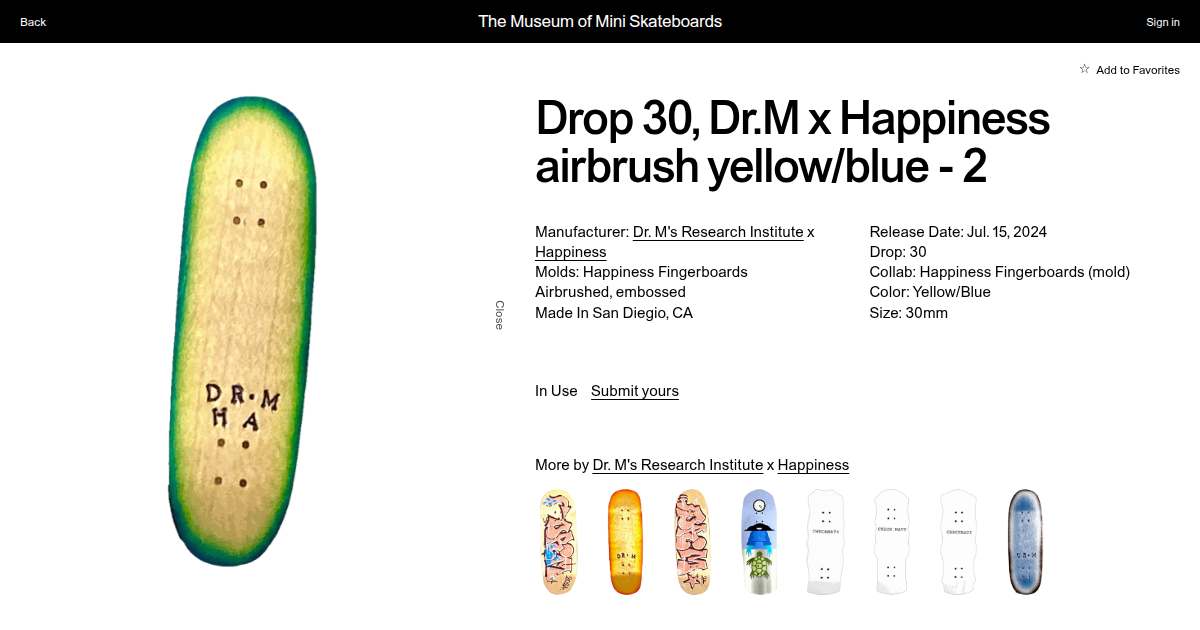 Back
The Museum of Mini Skateboards
Sign in
☆ Add to Favorites
Drop 30, Dr.M x Happiness
airbrush yellow/blue - 2
Manufacturer: Dr. M's Research Institute x
Happiness
Molds: Happiness Fingerboards
Airbrushed, embossed
Made In San Diegio, CA
Release Date: Jul. 15, 2024
Drop: 30
Collab: Happiness Fingerboards (mold)
Color: Yellow/Blue
Size: 30mm
Close
DR·M
HA
In Use Submit yours
More by Dr. M's Research Institute x Happiness
DR·M
DR·M